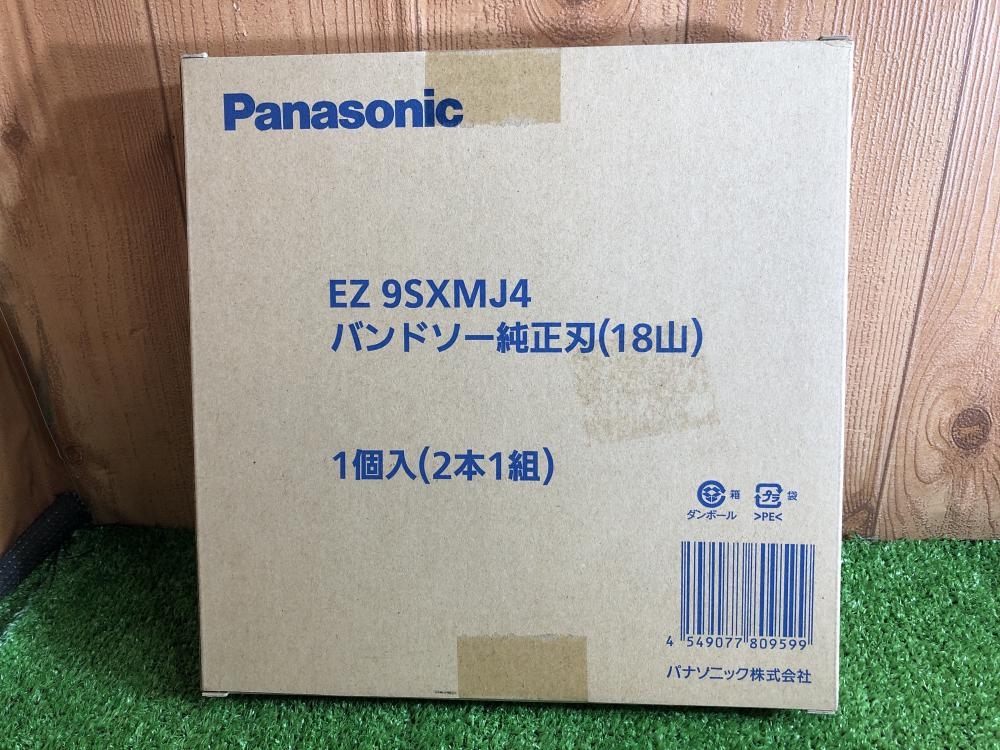 Panasonic
EZ 9SXMJ4
バンドソー純正刃(18山)
1個入(2本1組)
箱 プラ 袋
ダンボール >PE<
4 549077 809599
パナソニック株式会社